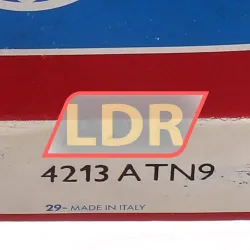 LDR
4213 ATN9
29- MADE IN ITALY